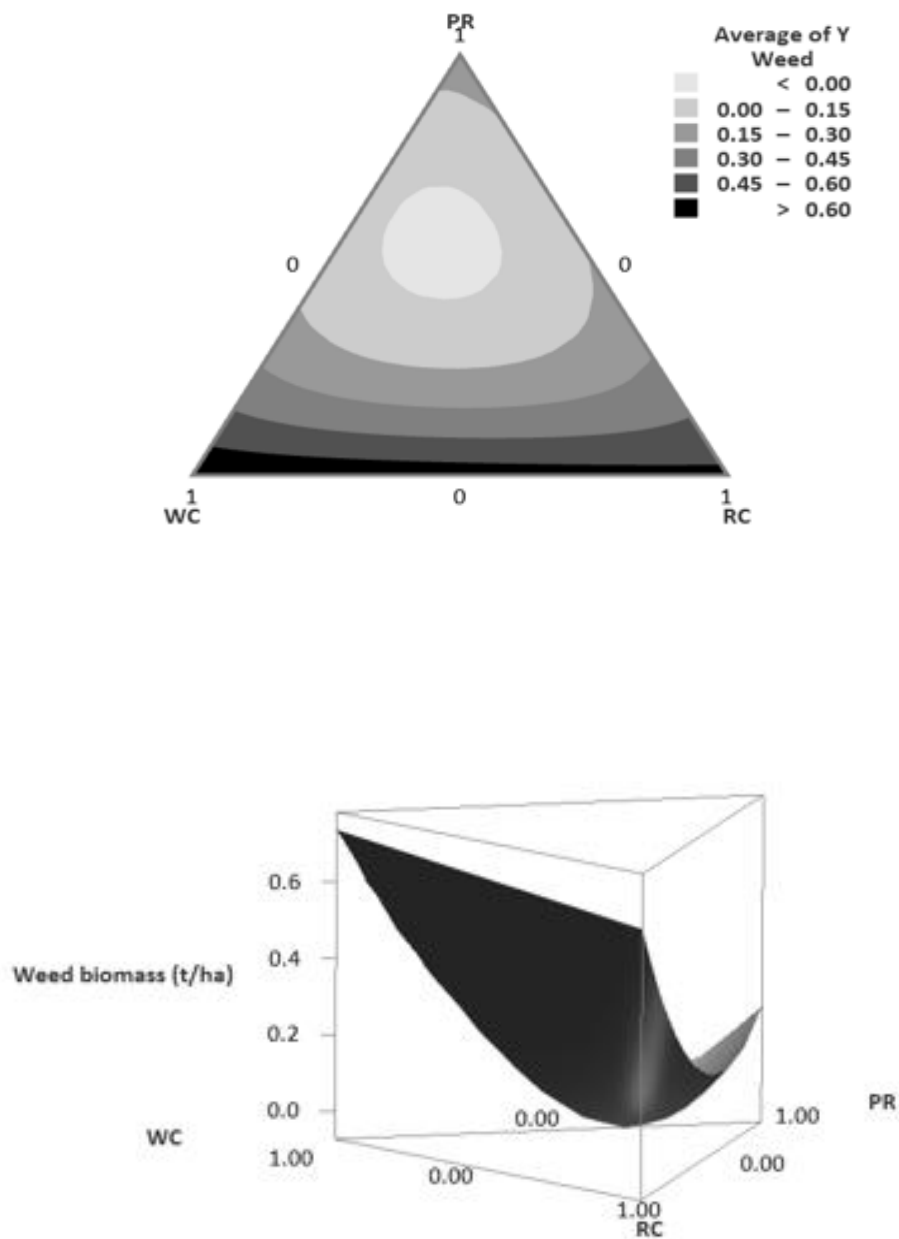 PR
1
Average of Y
Weed
< 0.00
0.00 – 0.15
0.15 – 0.30
0.30 – 0.45
0.45 – 0.60
> 0.60
0 0
1 0 1
WC RC
0.6
0.4
Weed biomass (t/ha)
0.2
0.0
0.00 1.00 PR
WC
1.00 0.00 0.00
1.00
RC